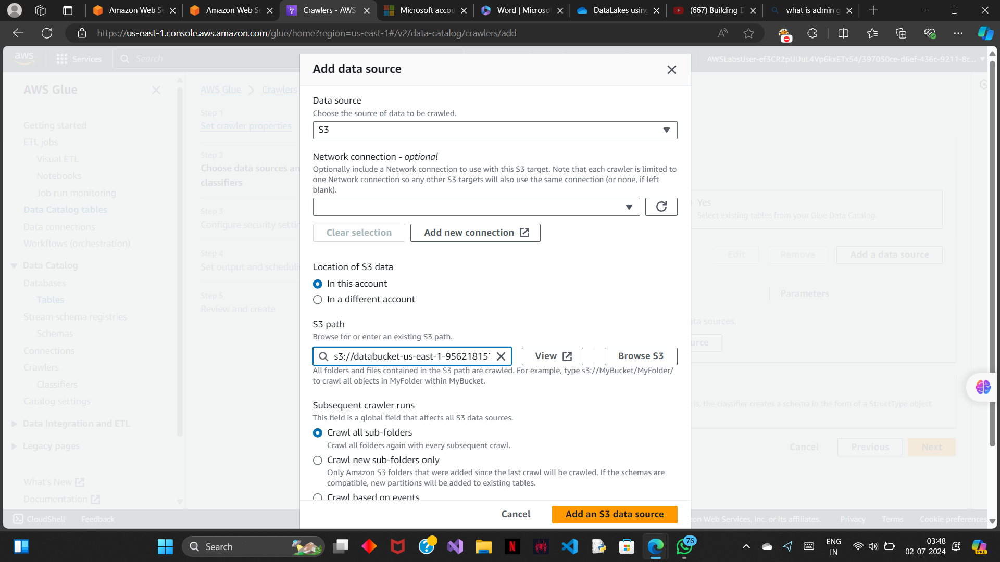 Amazon Web Se
Amazon Web Se
Crawlers - AWS
Microsoft accou
Word | Microsof
DataLakes using
(667) Building D
what is admin g
https://us-east-1.console.aws.amazon.com/glue/home?region=us-east-1#/v2/data-catalog/crawlers/add
aws
Services
Search
AWSLabsUser-ef3CR2pUUuL4Vp6kxETx54/397050ce-d6ef-436c-9211-8c...
AWS Glue
Getting started
ETL jobs
Visual ETL
Notebooks
Job run monitoring
Data Catalog tables
Data connections
Workflows (orchestration)
Data Catalog
Databases
Tables
Stream schema registries
Schemas
Connections
Crawlers
Classifiers
Catalog settings
Data Integration and ETL
Legacy pages
What's New
Documentation
AWS Glue
Crawlers
Step 1
Set crawler properties
Step 2
Choose data sources an
classifiers
Step 3
Configure security settin
Step 4
Set output and scheduli
Step 5
Review and create
Add data source
Data source
Choose the source of data to be crawled.
S3
Network connection - optional
Optionally include a Network connection to use with this S3 target. Note that each crawler is limited to
one Network connection so any other S3 targets will also use the same connection (or none, if left
blank).
Clear selection
Add new connection
Location of S3 data
In this account
In a different account
S3 path
Browse for or enter an existing S3 path.
s3://databucket-us-east-1-956218157
View
Browse S3
All folders and files contained in the S3 path are crawled. For example, type s3://MyBucket/MyFolder/
to crawl all objects in MyFolder within MyBucket.
Subsequent crawler runs
This field is a global field that affects all S3 data sources.
Crawl all sub-folders
Crawl all folders again with every subsequent crawl.
Crawl new sub-folders only
Only Amazon S3 folders that were added since the last crawl will be crawled. If the schemas are
compatible, new partitions will be added to existing tables.
Crawl based on events
Cancel
Add an S3 data source
Yes
Select existing tables from your Glue Data Catalog.
Edit
Remove
Add a data source
Parameters
ta sources.
urce
is, the classifier creates a schema in the form of a StructType object
Cancel
Previous
Next
CloudShell
Feedback
zon Web Services, Inc. or its affiliates.
Privacy
Terms
Cookie preferences
Search
N
76
ENG
IN
03:48
02-07-2024
PRE